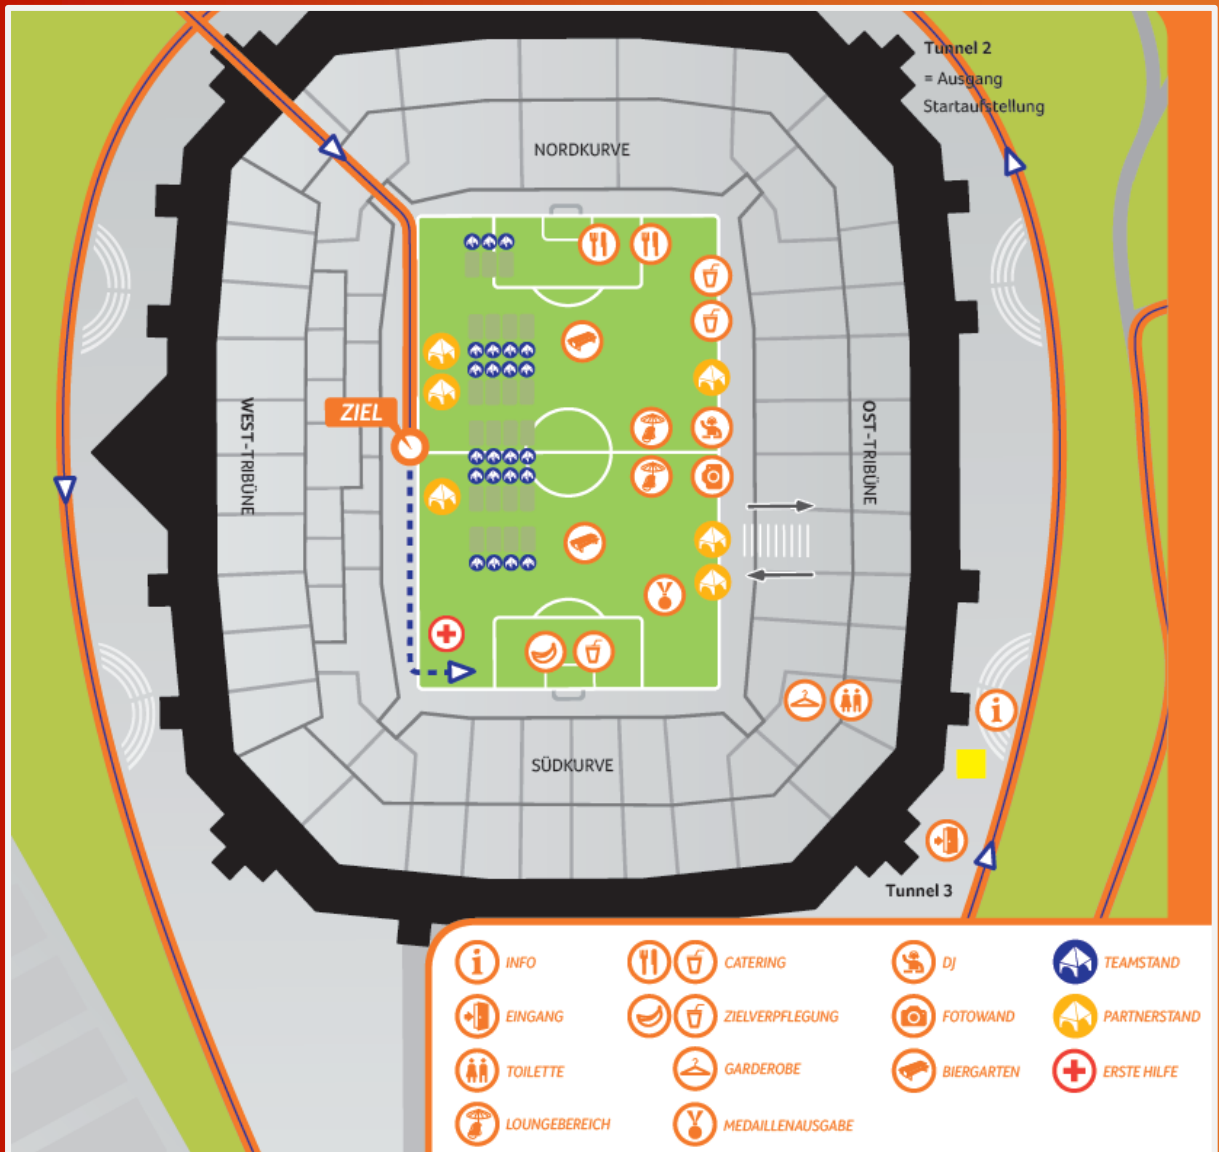 Tunnel 2
= Ausgang
Startaufstellung
NORDKURVE
ZIEL
WEST-TRIBÜNE
OST-TRIBÜNE
SÜDKURVE
Tunnel 3
INFO
CATERING
DJ
TEAMSTAND
EINGANG
ZIELVERPFLEGUNG
FOTOWAND
PARTNERSTAND
TOILETTE
GARDEROBE
BIERGARTEN
ERSTE HILFE
LOUNGEBEREICH
MEDAILLENAUSGABE